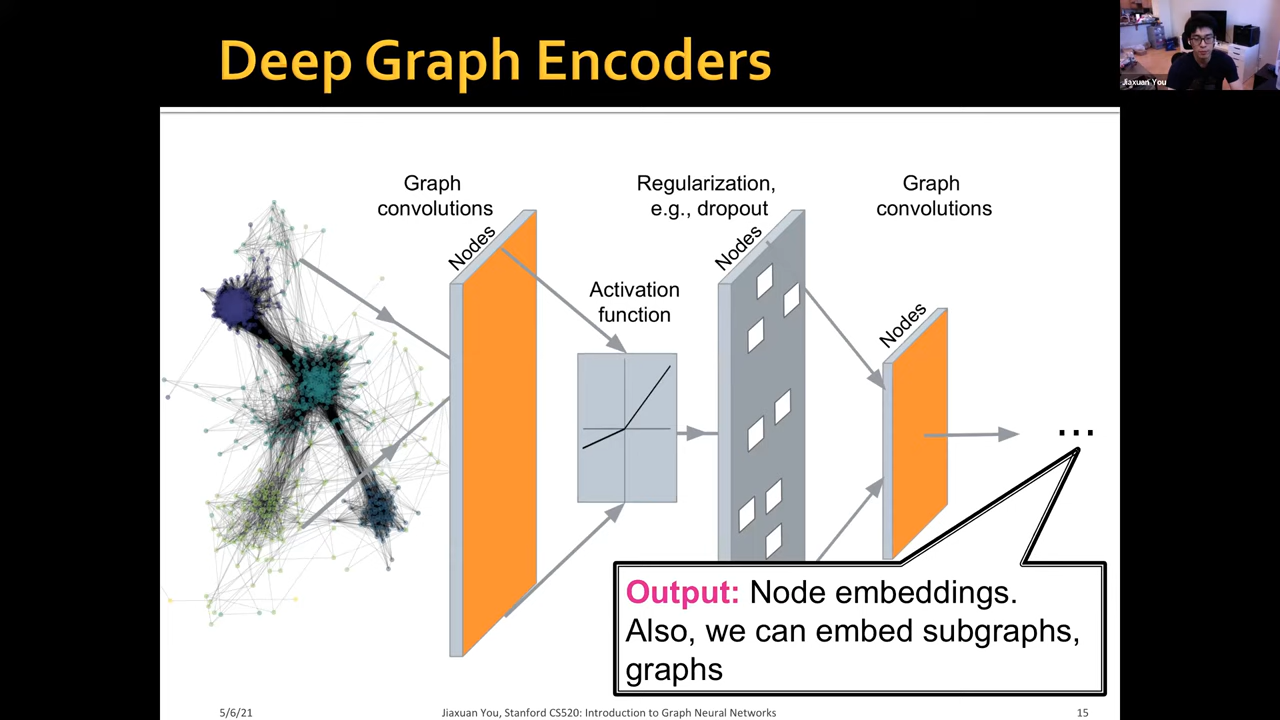 Deep Graph Encoders
Jiaxuan You
Graph
convolutions
Nodes
Activation
function
Regularization,
e.g., dropout
Nodes
Graph
convolutions
Nodes
...
Output: Node embeddings.
Also, we can embed subgraphs,
graphs
5/6/21
Jiaxuan You, Stanford CS520: Introduction to Graph Neural Networks
15